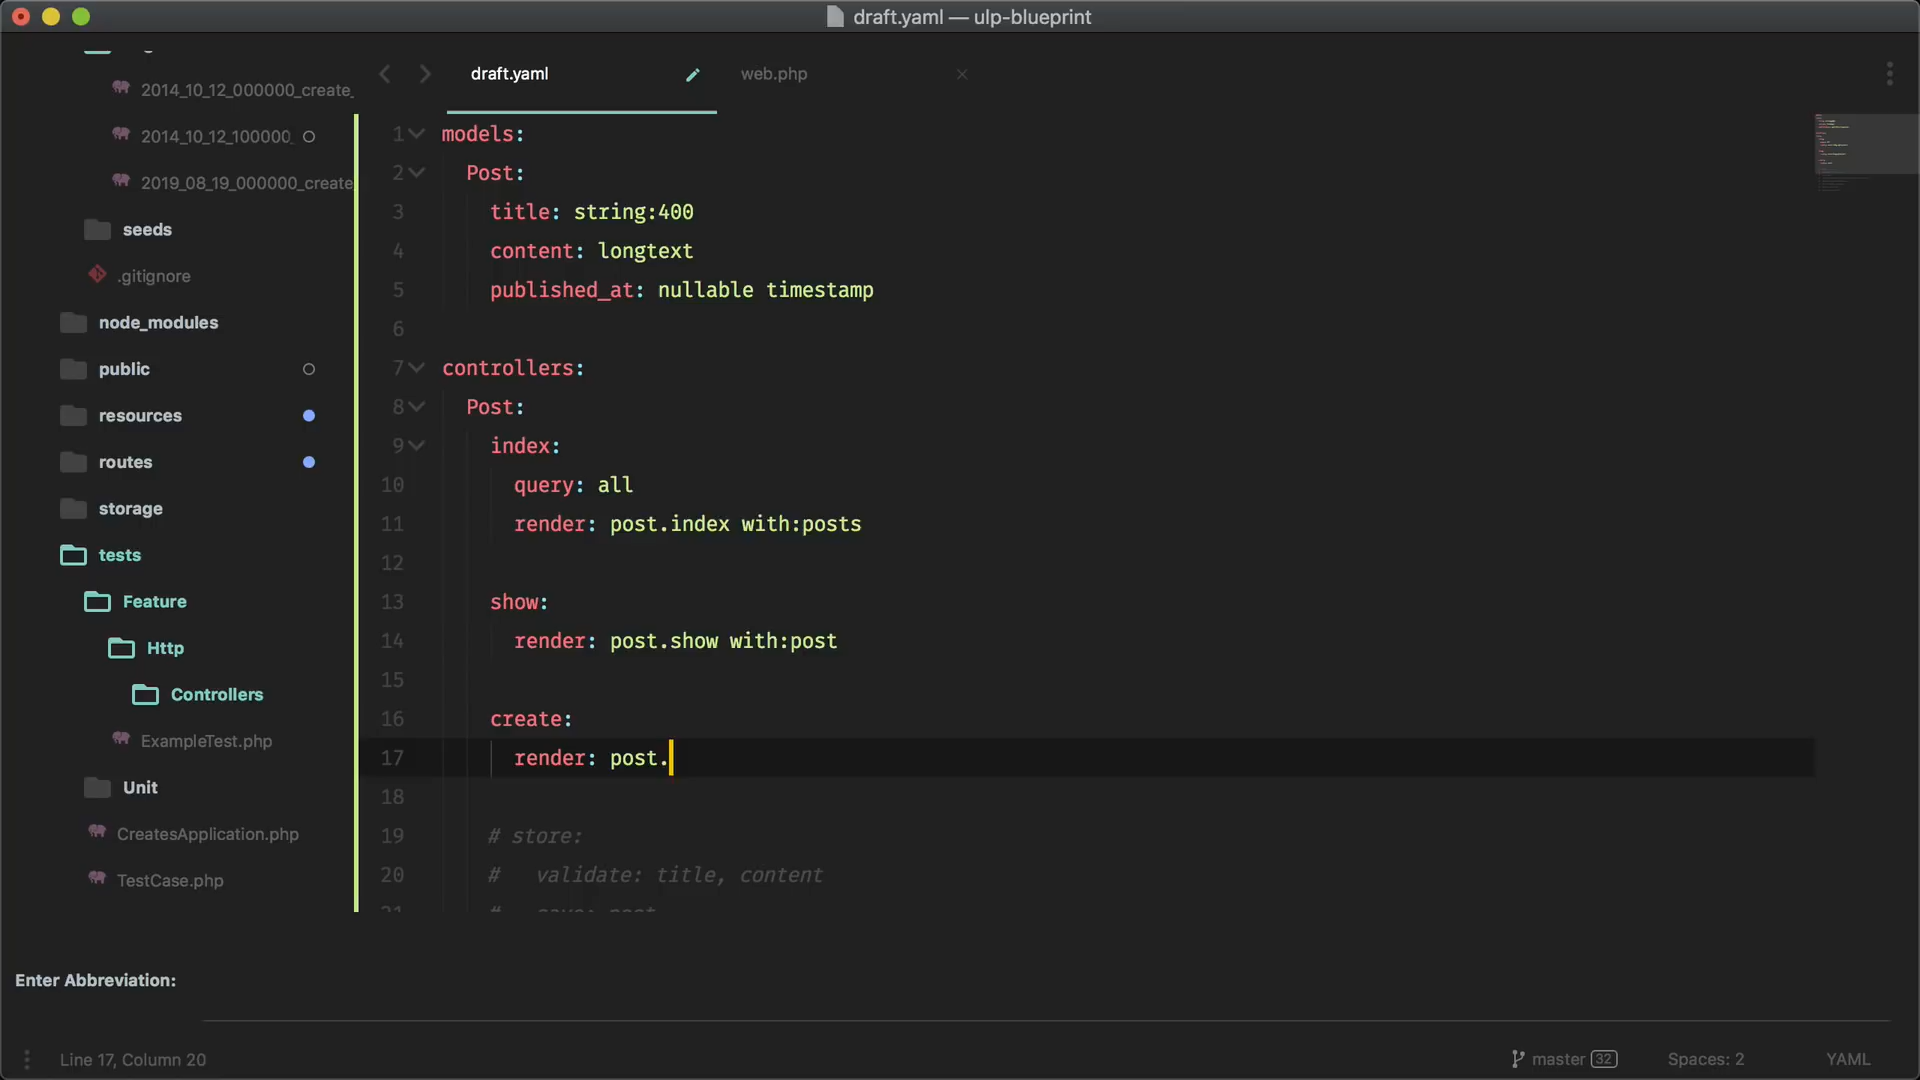 draft.yaml — ulp-blueprint
2014_10_12_000000_create_
2014_10_12_100000_
2019_08_19_000000_create
seeds
.gitignore
node_modules
public
resources
routes
storage
tests
Feature
Http
Controllers
ExampleTest.php
Unit
CreatesApplication.php
TestCase.php
draft.yaml
web.php
1 models:
2 Post:
3 title: string:400
4 content: longtext
5 published_at: nullable timestamp
6
7 controllers:
8 Post:
9 index:
10 query: all
11 render: post.index with:posts
12
13 show:
14 render: post.show with:post
15
16 create:
17 render: post.
18
19 # store:
20 # validate: title, content
Enter Abbreviation:
Line 17, Column 20
master 32
Spaces: 2
YAML